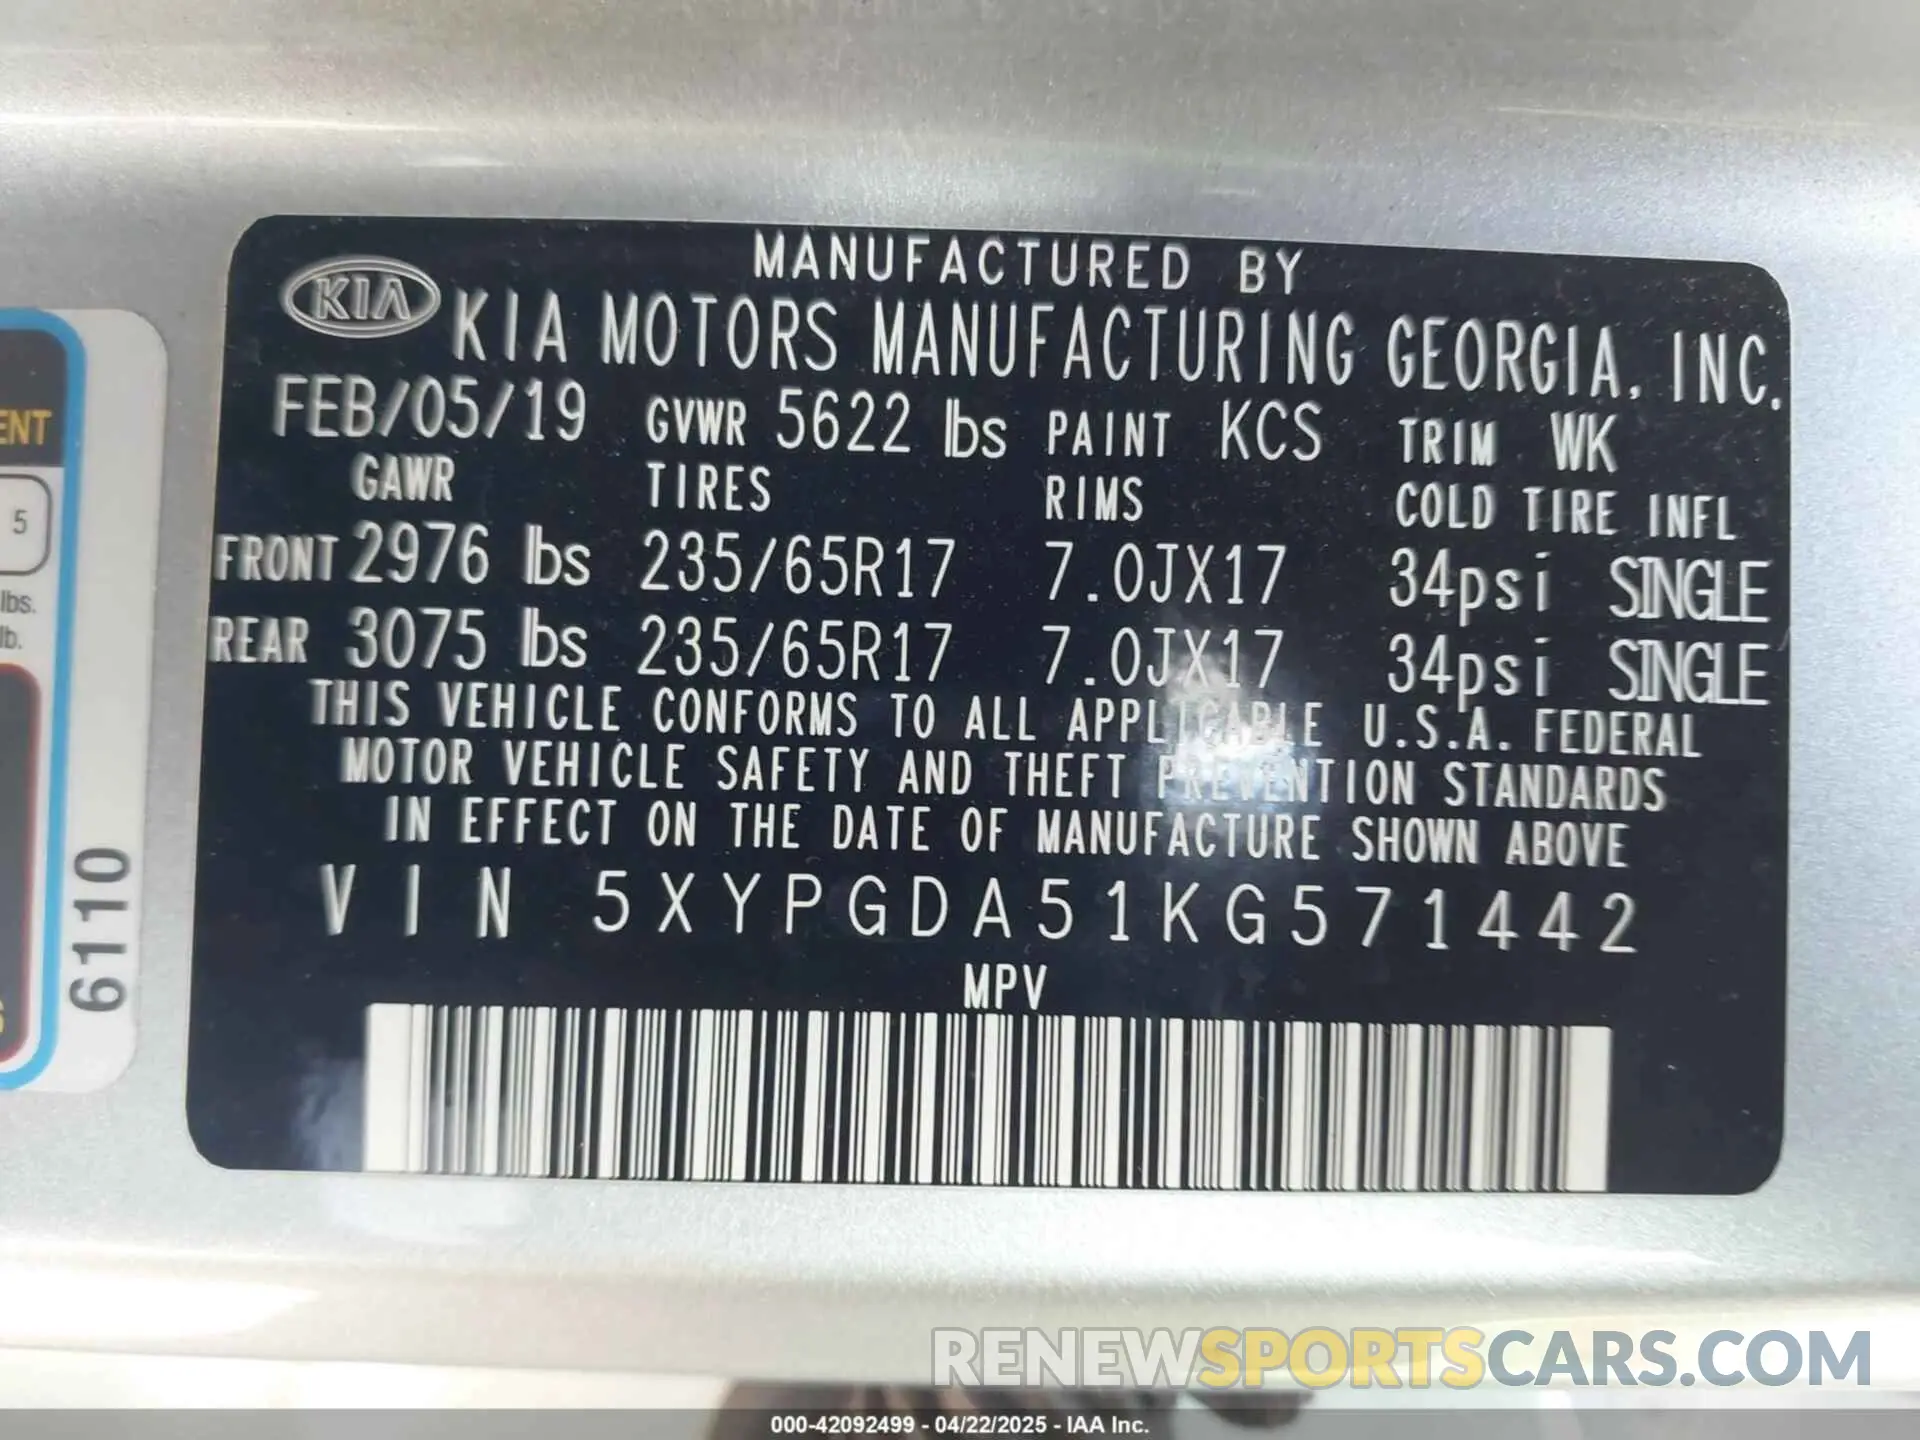 MANUFACTURED BY
KIA KIA MOTORS MANUFACTURING GEORGIA, INC.
FEB/05/19 GVWR 5622 lbs PAINT KCS TRIM WK
GAWR TIRES RIMS COLD TIRE INFL
FRONT 2976 lbs 235/65R17 7.0JX17 34psi SINGLE
REAR 3075 lbs 235/65R17 7.0JX17 34psi SINGLE
THIS VEHICLE CONFORMS TO ALL APPLICABLE U.S.A. FEDERAL
MOTOR VEHICLE SAFETY AND THEFT PREVENTION STANDARDS
IN EFFECT ON THE DATE OF MANUFACTURE SHOWN ABOVE
VIN 5XYPGDA51KG571442
MPV
ENT
5
lbs.
lb.
6110
RENEWSPORTSCARS.COM
000-42092499 - 04/22/2025 - IAA Inc.